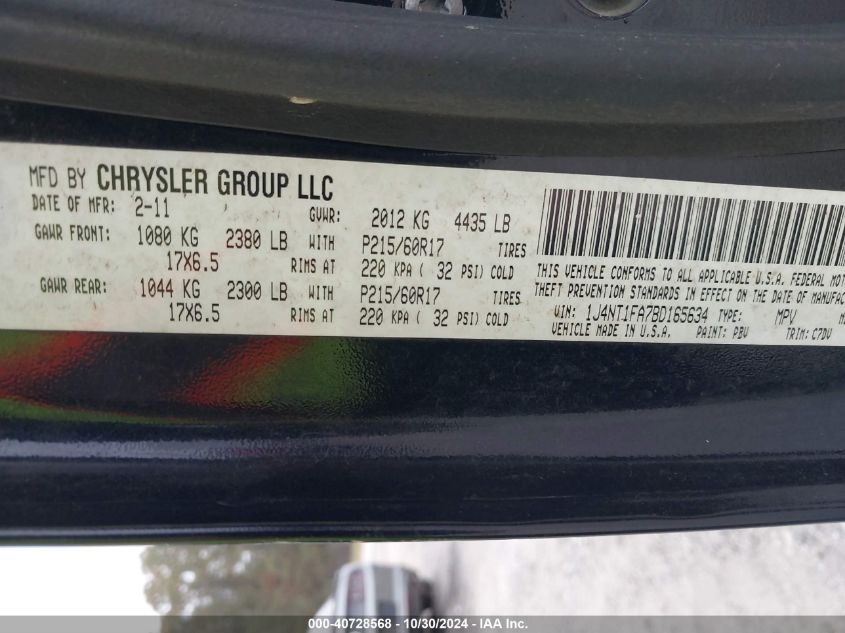 MFD BY CHRYSLER GROUP LLC
DATE OF MFR: 2-11 GVWR: 2012 KG 4435 LB
GAWR FRONT: 1080 KG 2380 LB WITH P215/60R17 TIRES
17X6.5 RIMS AT 220 KPA ( 32 PSI) COLD
GAWR REAR: 1044 KG 2300 LB WITH P215/60R17 TIRES
17X6.5 RIMS AT 220 KPA ( 32 PSI) COLD
THIS VEHICLE CONFORMS TO ALL APPLICABLE U.S.A. FEDERAL MOTOR
THEFT PREVENTION STANDARDS IN EFFECT ON THE DATE OF MANUFAC
VIN: 1J4NT1FA7BD165634 TYPE: MPV
VEHICLE MADE IN U.S.A. PAINT: PBV TRIM: C7DV
000-40728568 - 10/30/2024 - IAA Inc.